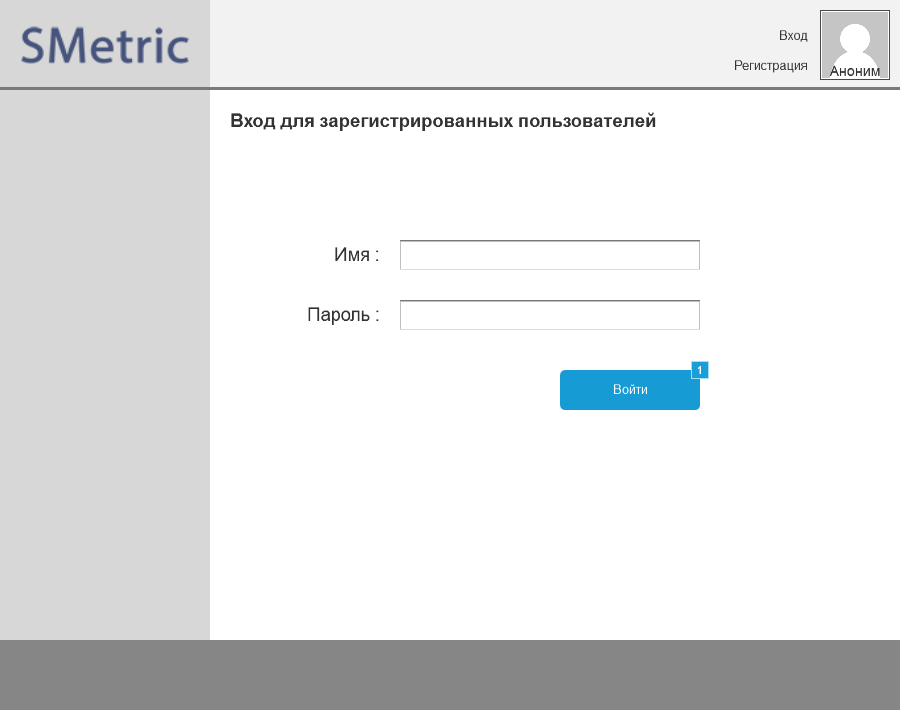 SMetric
Вход
Регистрация
Аноним
Вход для зарегистрированных пользователей
Имя :
Пароль :
1
Войти